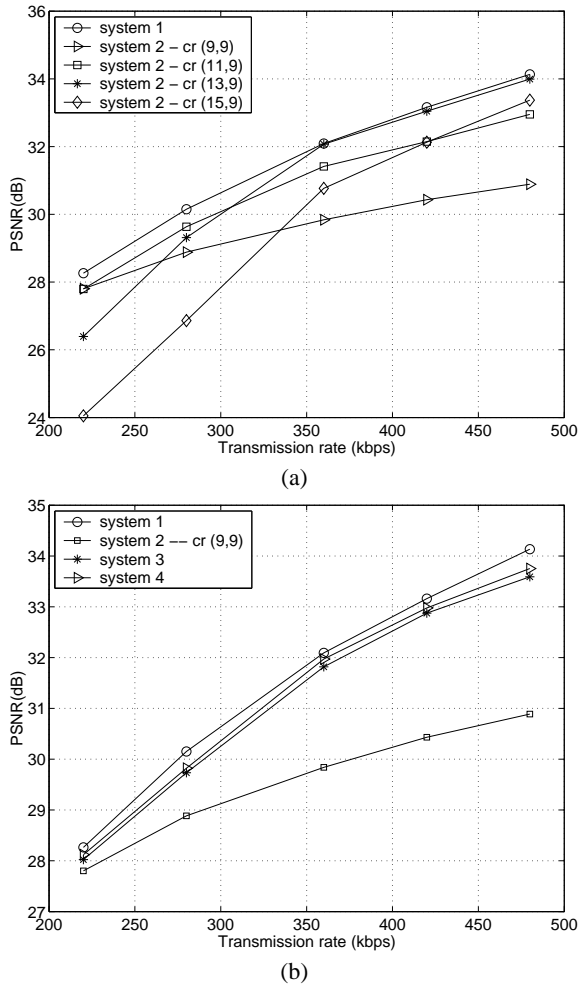 36
34
32
30
28
26
24
PSNR(dB)
system 1
system 2 − cr (9,9)
system 2 − cr (11,9)
system 2 − cr (13,9)
system 2 − cr (15,9)
200 250 300 350 400 450 500
Transmission rate (kbps)
(a)
35
34
33
32
31
30
29
28
27
PSNR(dB)
system 1
system 2 −− cr (9,9)
system 3
system 4
200 250 300 350 400 450 500
Transmission rate (kbps)
(b)